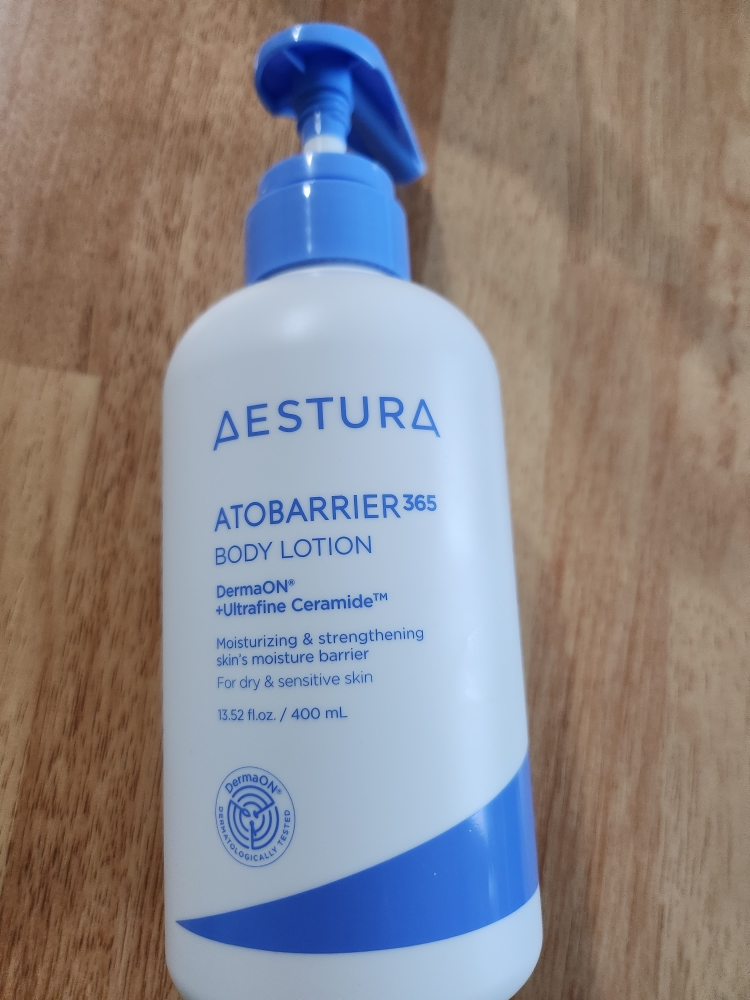 AESTURA
ATOBARRIER365
BODY LOTION
DermaON®
+Ultrafine Ceramide™
Moisturizing & strengthening
skin's moisture barrier
For dry & sensitive skin
13.52 fl.oz. / 400 mL
DermaON®
DERMATOLOGICALLY TESTED